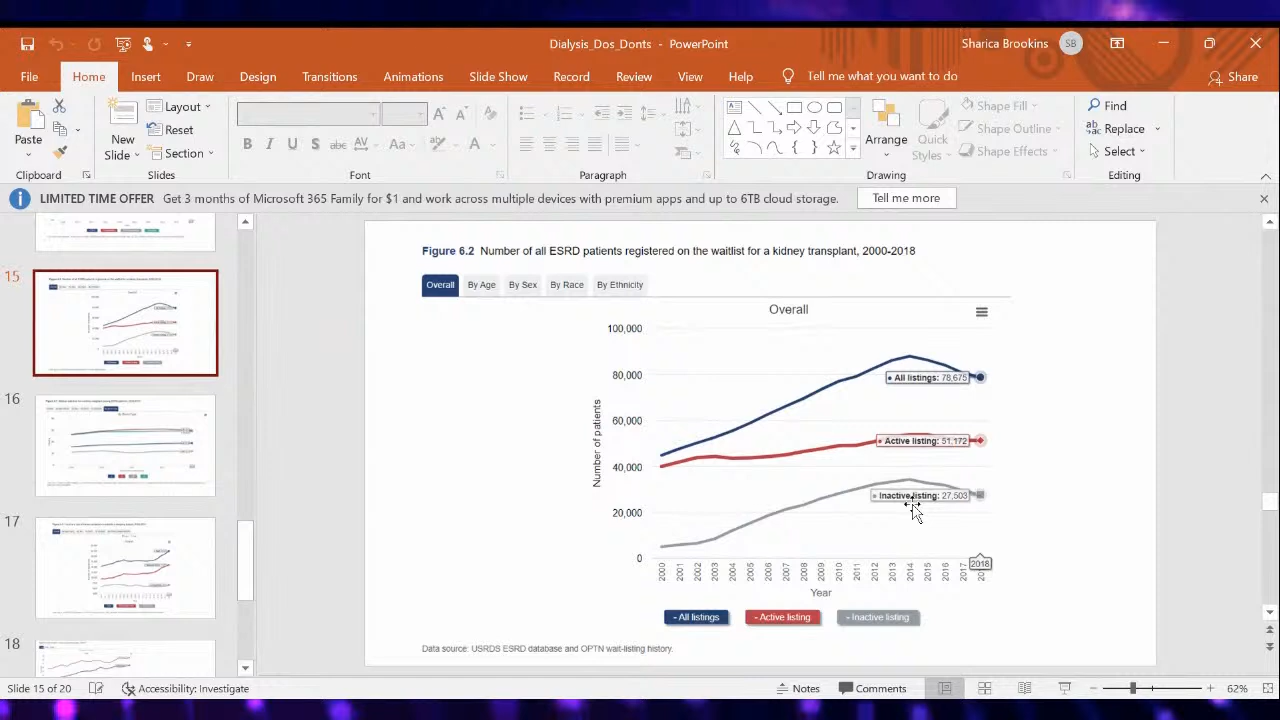 Dialysis_Dos_Donts - PowerPoint
Sharica Brookins SB
File Home Insert Draw Design Transitions Animations Slide Show Record Review View Help Tell me what you want to do Share
Paste
Clipboard
New Slide
Layout
Reset
Section
Slides
B I U S abc AV Aa A
Font
Paragraph
Arrange
Quick Styles
Shape Fill
Shape Outline
Shape Effects
Drawing
Find
Replace
Select
Editing
LIMITED TIME OFFER Get 3 months of Microsoft 365 Family for $1 and work across multiple devices with premium apps and up to 6TB cloud storage. Tell me more
15
16
17
18
Figure 6.2 Number of all ESRD patients registered on the waitlist for a kidney transplant, 2000-2018
Overall By Age By Sex By Race By Ethnicity
Overall
100,000
80,000
60,000
40,000
20,000
0
Number of patients
All listings: 78,675
Active listing: 51,172
Inactive listing: 27,503
2000 2001 2002 2003 2004 2005 2006 2007 2008 2009 2010 2011 2012 2013 2014 2015 2016 2017 2018
Year
- All listings - Active listing - Inactive listing
Data source: USRDS ESRD database and OPTN wait-listing history.
Slide 15 of 20 Accessibility: Investigate Notes Comments 62%